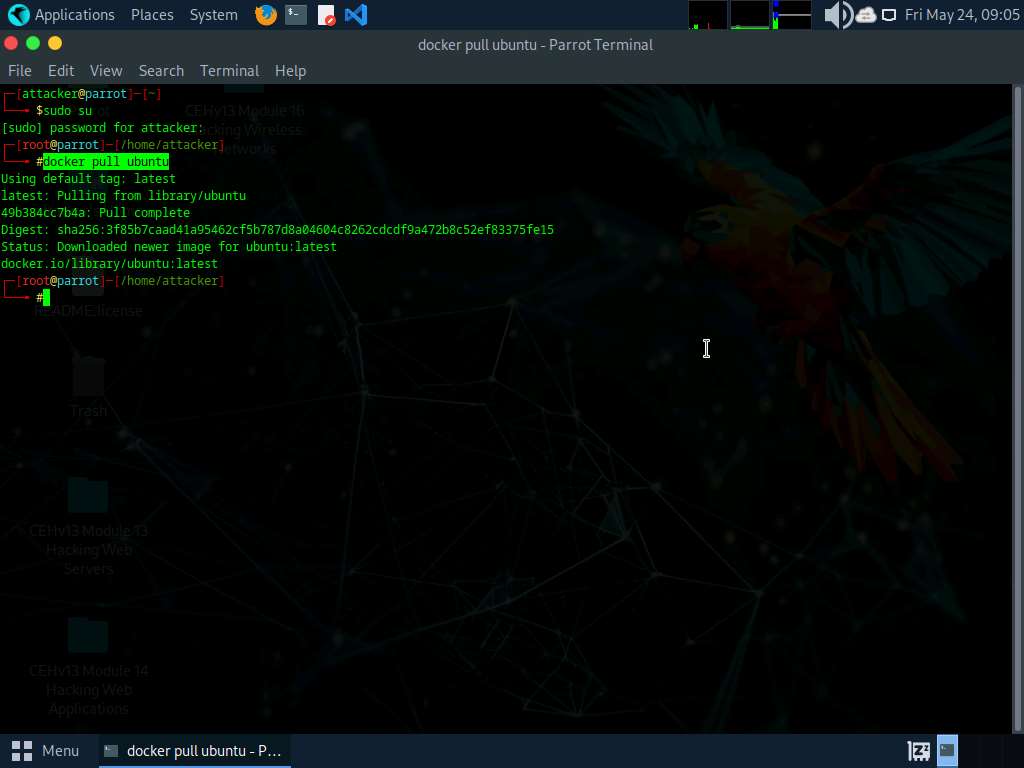 Applications Places System Fri May 24, 09:05
docker pull ubuntu - Parrot Terminal
File Edit View Search Terminal Help
┌─[attacker@parrot]─[~]
└──╼ $sudo su
[sudo] password for attacker:
┌─[root@parrot]─[/home/attacker]
└──╼ #docker pull ubuntu
Using default tag: latest
latest: Pulling from library/ubuntu
49b384cc7b4a: Pull complete
Digest: sha256:3f85b7caad41a95462cf5b787d8a04604c8262cdcdf9a472b8c52ef83375fe15
Status: Downloaded newer image for ubuntu:latest
docker.io/library/ubuntu:latest
┌─[root@parrot]─[/home/attacker]
└──╼ #
CEHv13 Module 16
Hacking Wireless
Networks
README.license
Trash
CEHv13 Module 13
Hacking Web
Servers
CEHv13 Module 14
Hacking Web
Applications
Menu docker pull ubuntu - P...